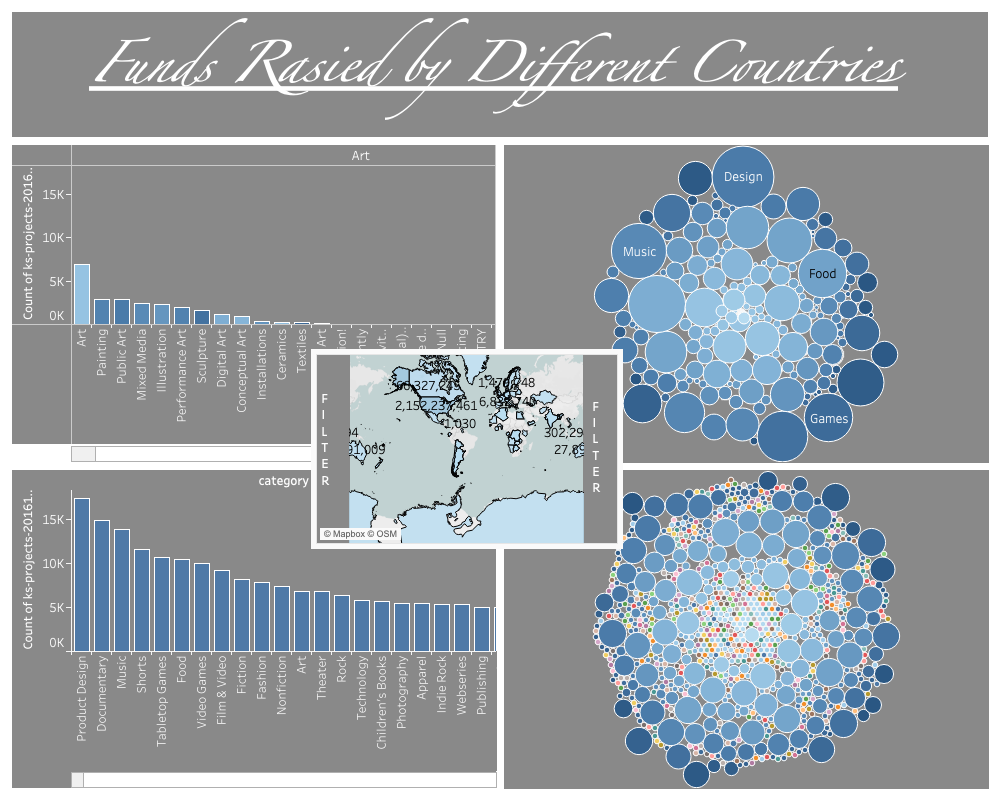 Funds Rasied by Different Countries
Art
Count of ks-projects-2016..
15K
10K
5K
0K
Art
Painting
Public Art
Mixed Media
Illustration
Performance Art
Sculpture
Digital Art
Conceptual Art
Installations
Ceramics
Textiles
Art
Design
Music
Food
Games
FILTER
1,030
© Mapbox © OSM
FILTER
category
Count of ks-projects-20161..
15K
10K
5K
0K
Product Design
Documentary
Music
Shorts
Tabletop Games
Food
Video Games
Film & Video
Fiction
Fashion
Nonfiction
Art
Theater
Rock
Technology
Children's Books
Photography
Apparel
Indie Rock
Webseries
Publishing